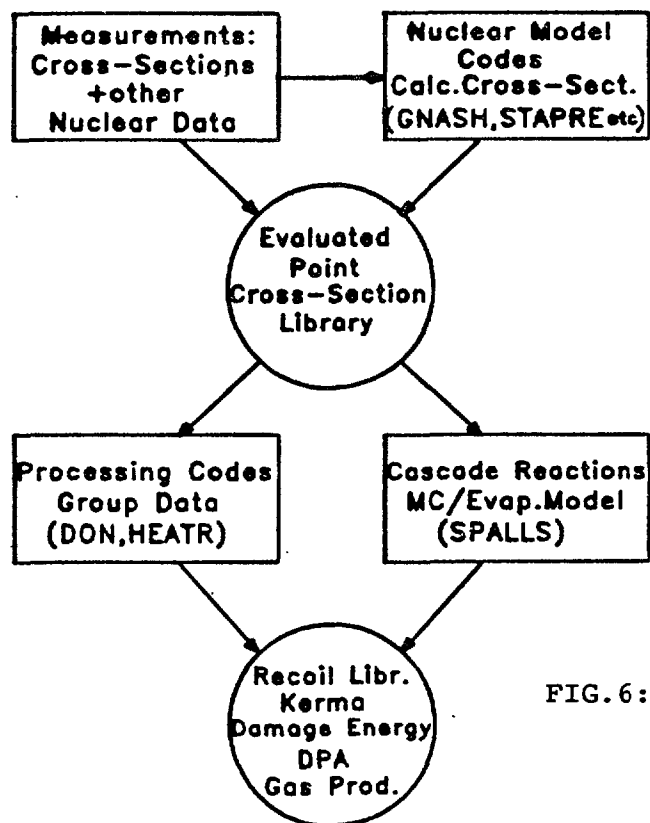 Measurements:
Cross-Sections
+other
Nuclear Data
Nuclear Model
Codes
Calc.Cross-Sect.
(GNASH,STAPRE etc)
Evaluated
Point
Cross-Section
Library
Processing Codes
Group Data
(DON,HEATR)
Cascade Reactions
MC/Evap.Model
(SPALLS)
Recoil Libr.
Kerma
Damage Energy
DPA
Gas Prod.
FIG.6: